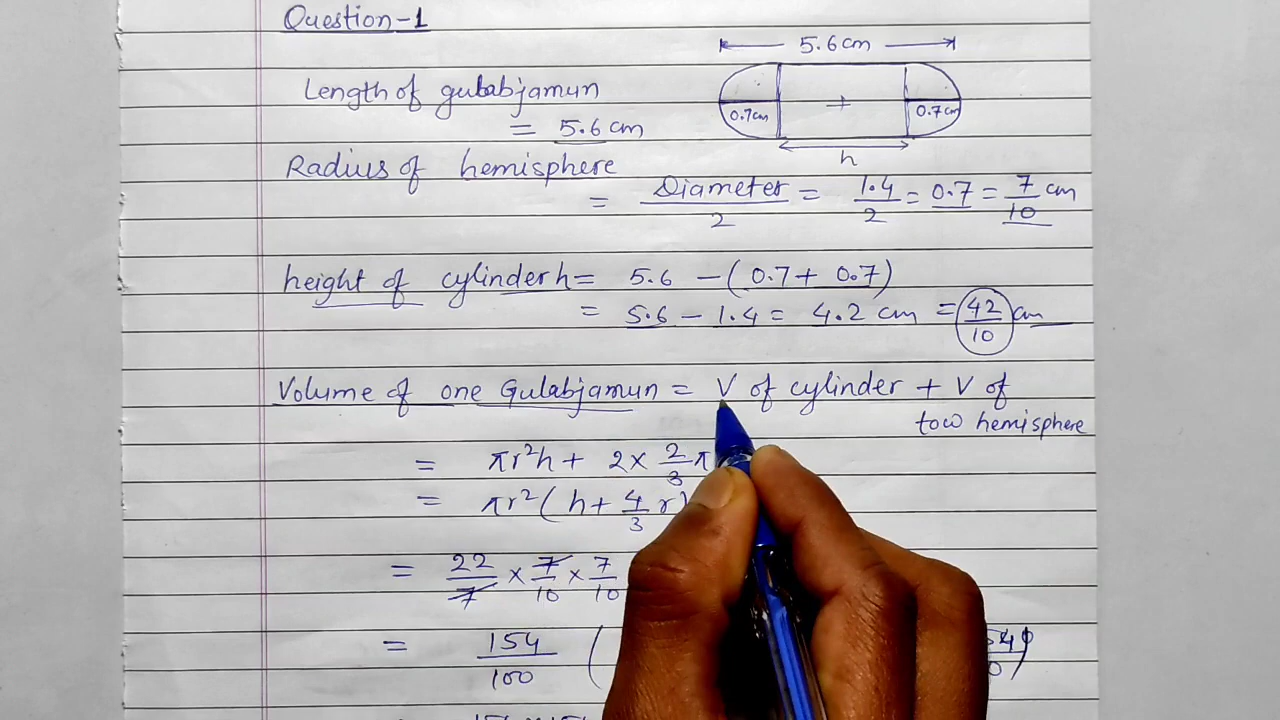 Question-1
5.6cm
Length of gulabjamun
= 5.6 cm
0.7cm 0.7cm
h
Radius of hemisphere
= Diameter/2 = 1.4/2 = 0.7 = 7/10 cm
height of cylinder h = 5.6 - (0.7 + 0.7)
= 5.6 - 1.4 = 4.2 cm = 42/10 cm
Volume of one Gulabjamun = V of cylinder + V of
tow hemisphere
= πr²h + 2 × 2/3 π
= πr² (h + 4/3 r)
= 22/7 × 7/10 × 7/10
= 154/100 (